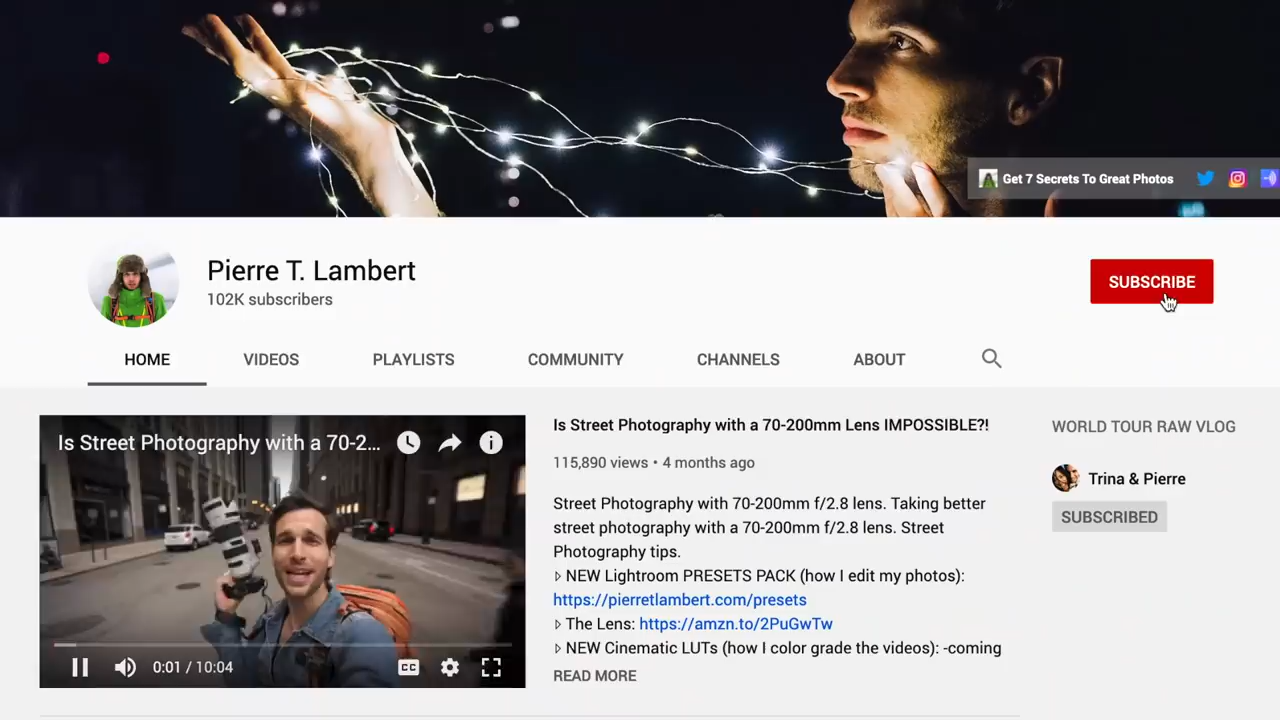 Get 7 Secrets To Great Photos
Pierre T. Lambert
102K subscribers
SUBSCRIBE
HOME VIDEOS PLAYLISTS COMMUNITY CHANNELS ABOUT
Is Street Photography with a 70-2...
0:01 / 10:04
CC
Is Street Photography with a 70-200mm Lens IMPOSSIBLE?!
115,890 views • 4 months ago
Street Photography with 70-200mm f/2.8 lens. Taking better
street photography with a 70-200mm f/2.8 lens. Street
Photography tips.
▹ NEW Lightroom PRESETS PACK (how I edit my photos):
https://pierretlambert.com/presets
▹ The Lens: https://amzn.to/2PuGwTw
▹ NEW Cinematic LUTs (how I color grade the videos): -coming
READ MORE
WORLD TOUR RAW VLOG
Trina & Pierre
SUBSCRIBED